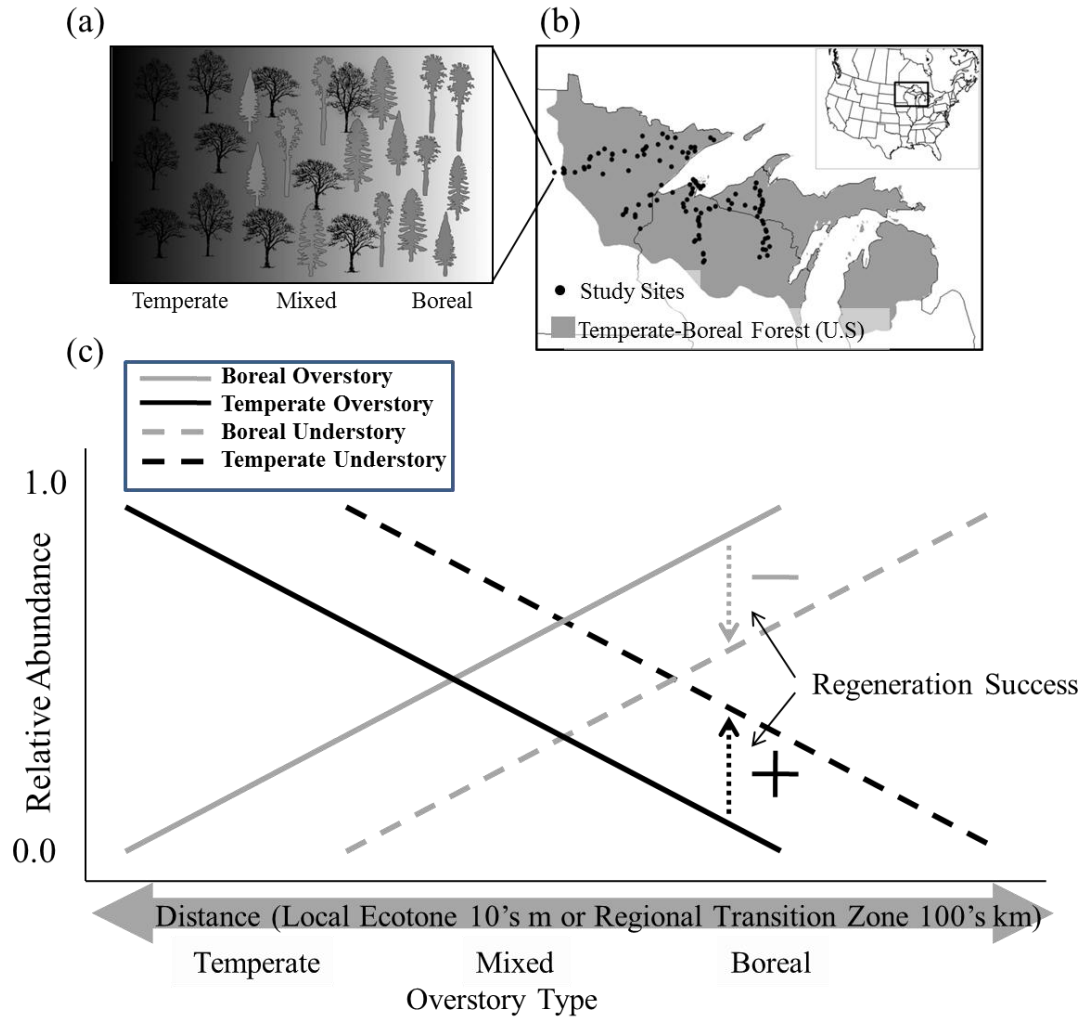 (a)
(b)
Temperate Mixed Boreal
Study Sites
Temperate-Boreal Forest (U.S)
(c)
Boreal Overstory
Temperate Overstory
Boreal Understory
Temperate Understory
1.0
Relative Abundance
0.0
Regeneration Success
Distance (Local Ecotone 10's m or Regional Transition Zone 100's km)
Temperate Mixed Boreal
Overstory Type